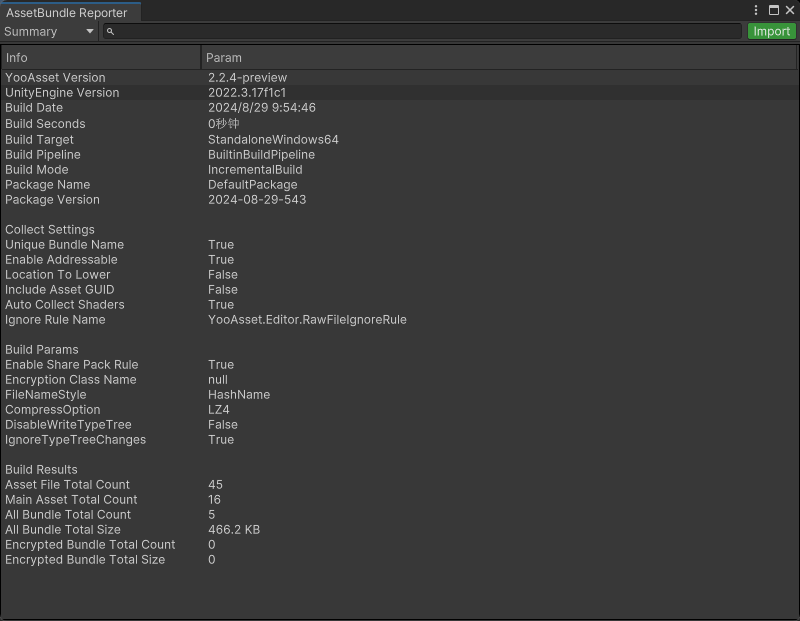 AssetBundle Reporter
Summary Import
Info Param
YooAsset Version 2.2.4-preview
UnityEngine Version 2022.3.17f1c1
Build Date 2024/8/29 9:54:46
Build Seconds 0秒钟
Build Target StandaloneWindows64
Build Pipeline BuiltinBuildPipeline
Build Mode IncrementalBuild
Package Name DefaultPackage
Package Version 2024-08-29-543
Collect Settings
Unique Bundle Name True
Enable Addressable True
Location To Lower False
Include Asset GUID False
Auto Collect Shaders True
Ignore Rule Name YooAsset.Editor.RawFileIgnoreRule
Build Params
Enable Share Pack Rule True
Encryption Class Name null
FileNameStyle HashName
CompressOption LZ4
DisableWriteTypeTree False
IgnoreTypeTreeChanges True
Build Results
Asset File Total Count 45
Main Asset Total Count 16
All Bundle Total Count 5
All Bundle Total Size 466.2 KB
Encrypted Bundle Total Count 0
Encrypted Bundle Total Size 0